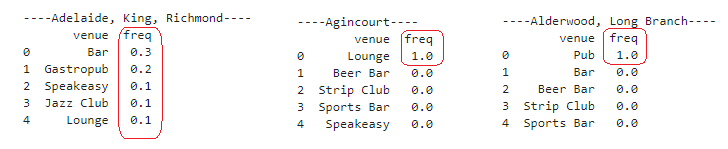 ----Adelaide, King, Richmond----
venue freq
0 Bar 0.3
1 Gastropub 0.2
2 Speakeasy 0.1
3 Jazz Club 0.1
4 Lounge 0.1
----Agincourt----
venue freq
0 Lounge 1.0
1 Beer Bar 0.0
2 Strip Club 0.0
3 Sports Bar 0.0
4 Speakeasy 0.0
----Alderwood, Long Branch----
venue freq
0 Pub 1.0
1 Bar 0.0
2 Beer Bar 0.0
3 Strip Club 0.0
4 Sports Bar 0.0